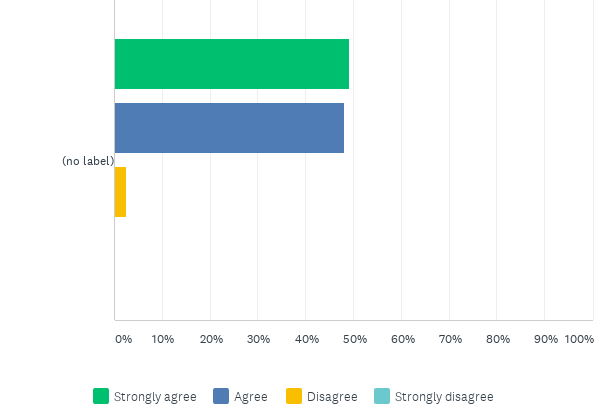 (no label)
0% 10% 20% 30% 40% 50% 60% 70% 80% 90% 100%
Strongly agree Agree Disagree Strongly disagree